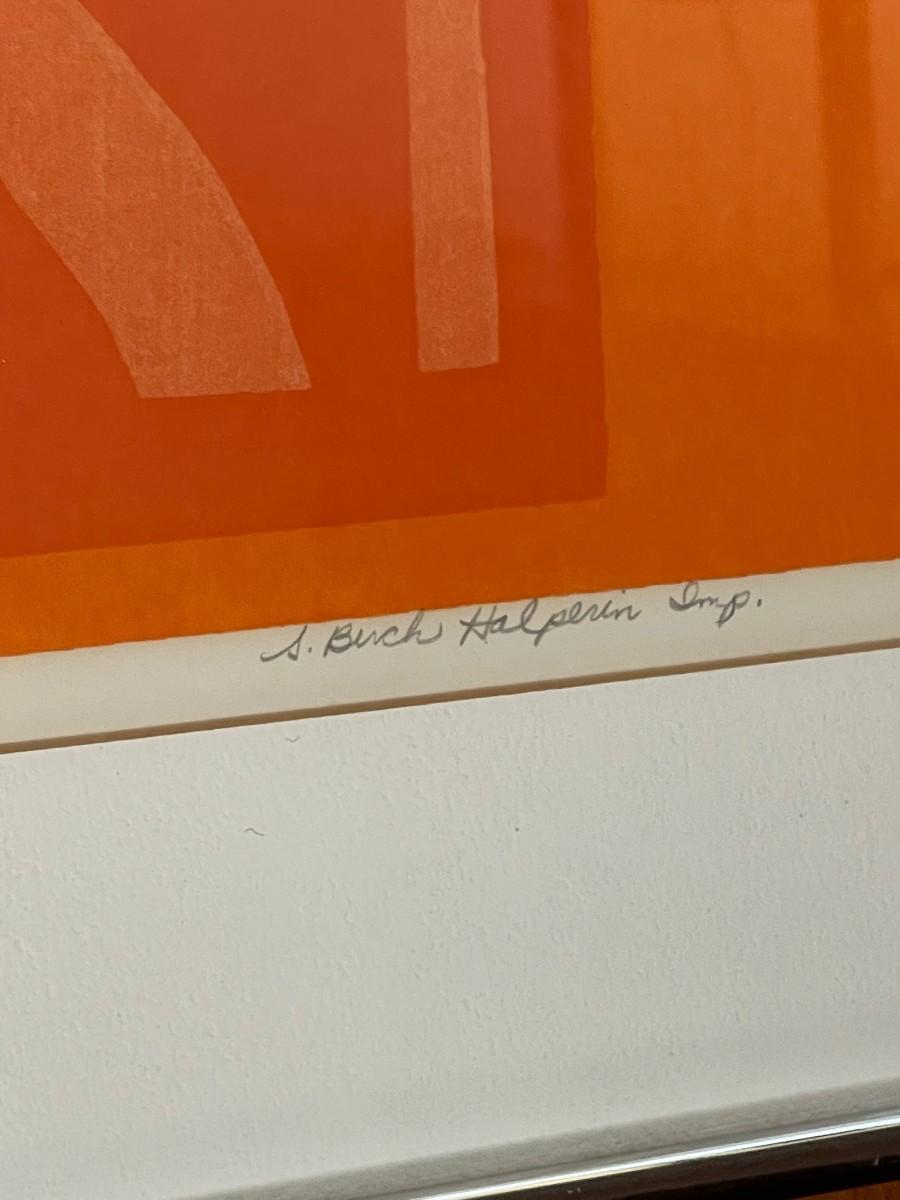 S. Birch Halperin Imp.